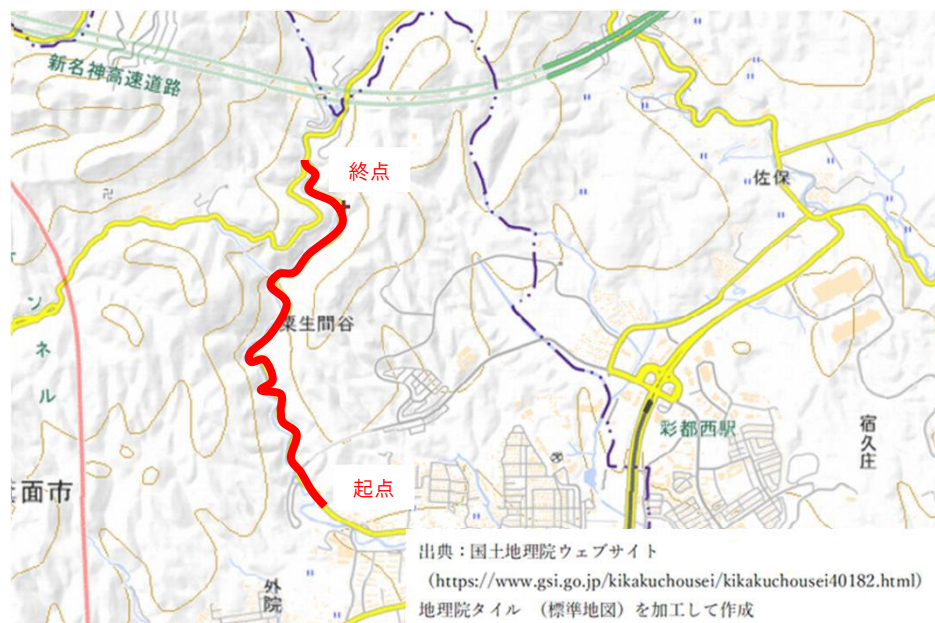 新名神高速道路
終点
佐保
ンネル
粟生間谷
彩都西駅
宿久庄
起点
面市
外院
出典：国土地理院ウェブサイト
（https://www.gsi.go.jp/kikakuchousei/kikakuchousei40182.html）
地理院タイル （標準地図）を加工して作成